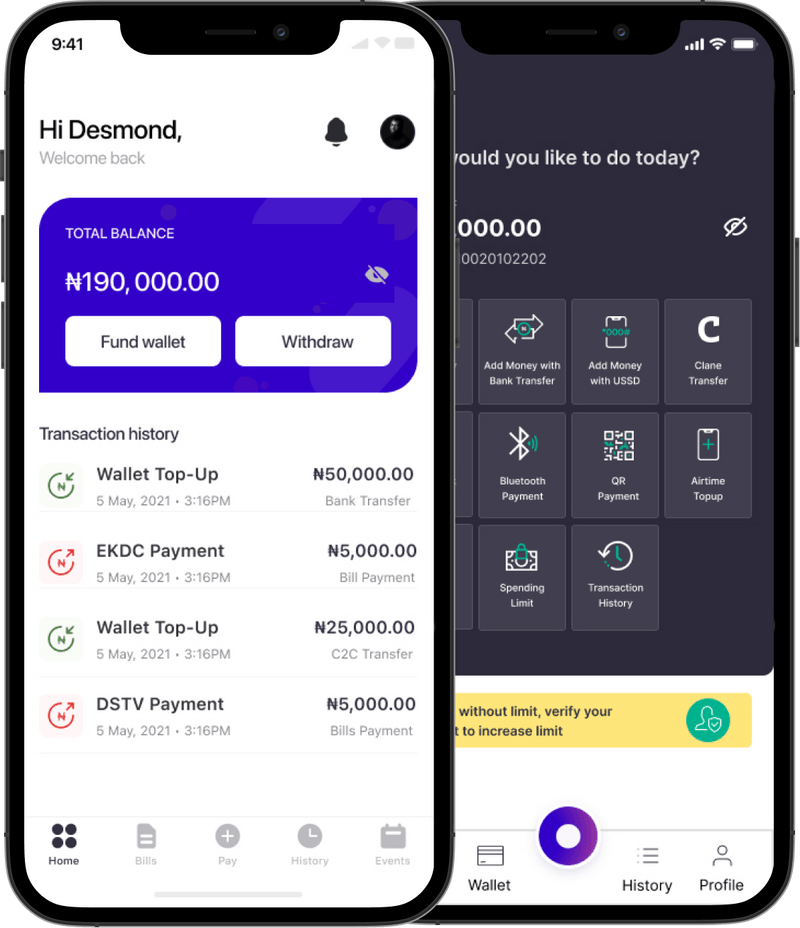 9:41
Hi Desmond,
Welcome back
TOTAL BALANCE
₦190,000.00
Fund wallet
Withdraw
Transaction history
Wallet Top-Up
₦50,000.00
5 May, 2021 • 3:16PM
Bank Transfer
EKDC Payment
₦5,000.00
5 May, 2021 • 3:16PM
Bill Payment
Wallet Top-Up
₦25,000.00
5 May, 2021 • 3:16PM
C2C Transfer
DSTV Payment
₦5,000.00
5 May, 2021 • 3:16PM
Bills Payment
Home
Bills
Pay
History
Events
would you like to do today?
,000.00
0020102202
Add Money with
Bank Transfer
*000#
Add Money
with USSD
C
Clane
Transfer
Bluetooth
Payment
QR
Payment
Airtime
Topup
Spending
Limit
Transaction
History
without limit, verify your
to increase limit
Wallet
History
Profile